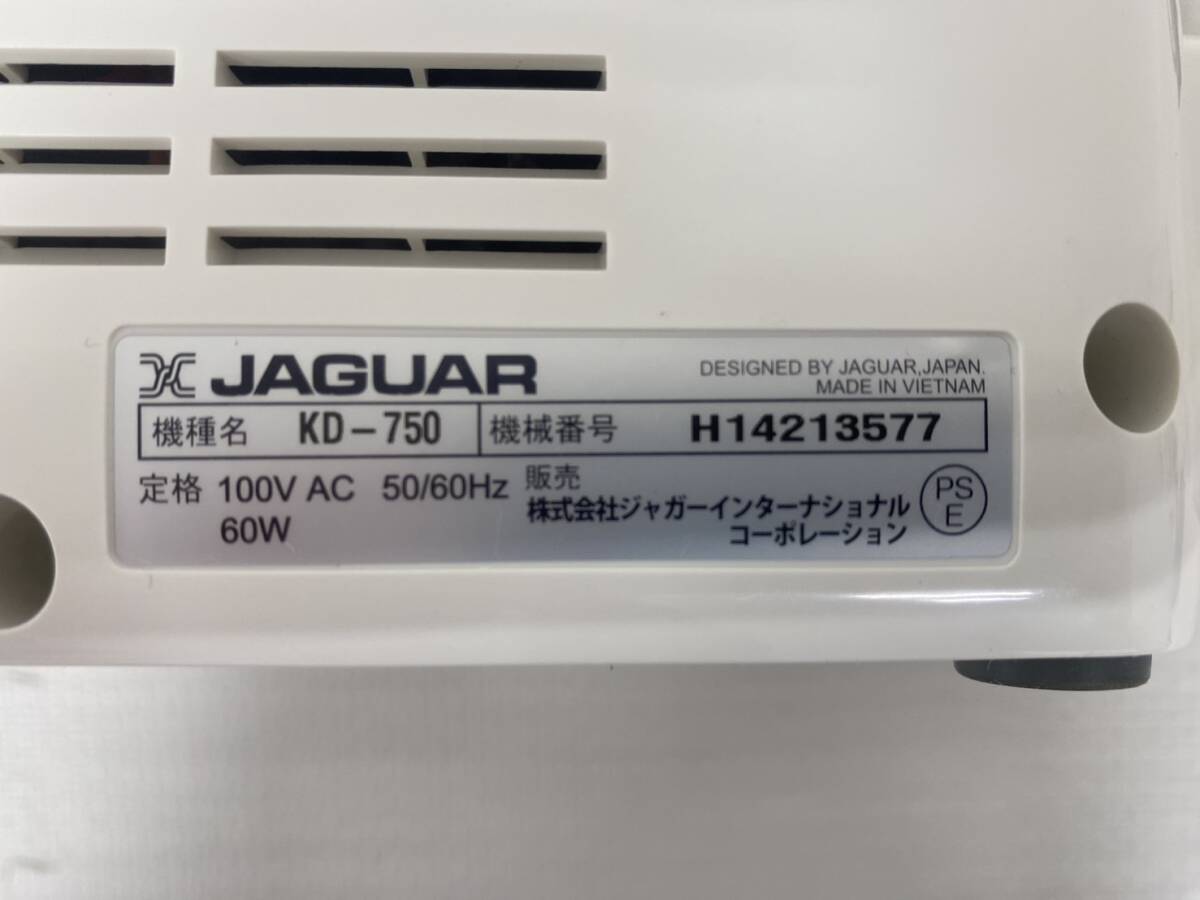 JAGUAR
DESIGNED BY JAGUAR,JAPAN.
MADE IN VIETNAM
機種名 KD-750 機械番号 H14213577
定格 100V AC 50/60Hz
60W
販売
株式会社ジャガーインターナショナル
コーポレーション
PS
E